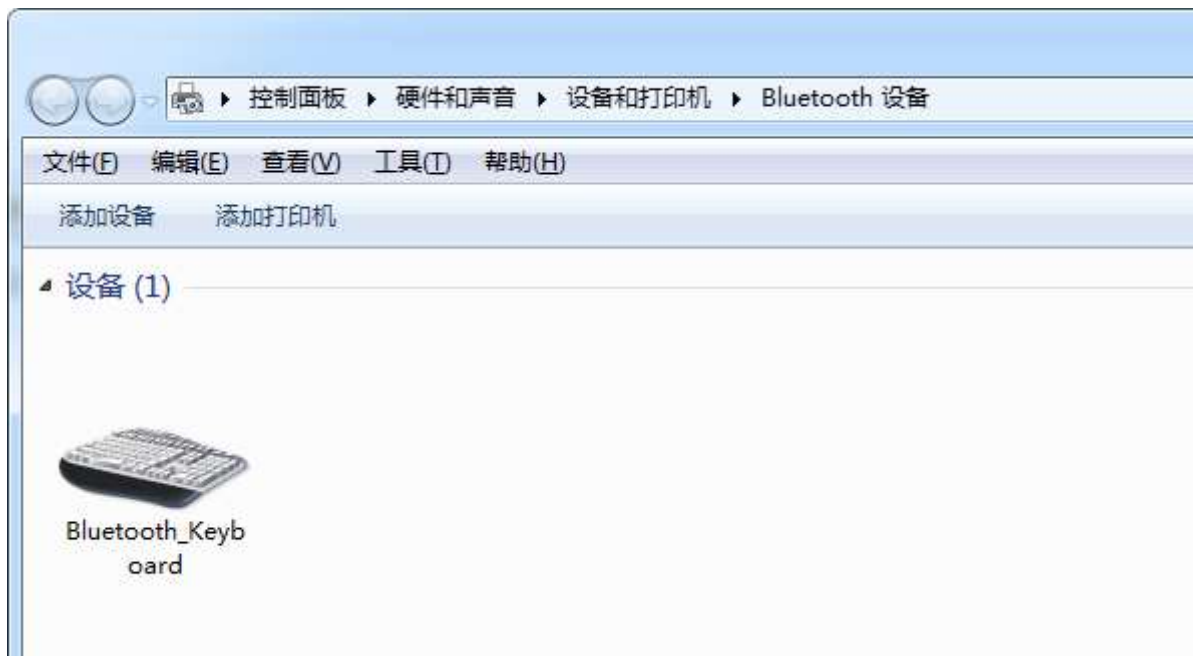 控制面板 ▸ 硬件和声音 ▸ 设备和打印机 ▸ Bluetooth 设备
文件(F) 编辑(E) 查看(V) 工具(T) 帮助(H)
添加设备 添加打印机
设备 (1)
Bluetooth_Keyb
oard